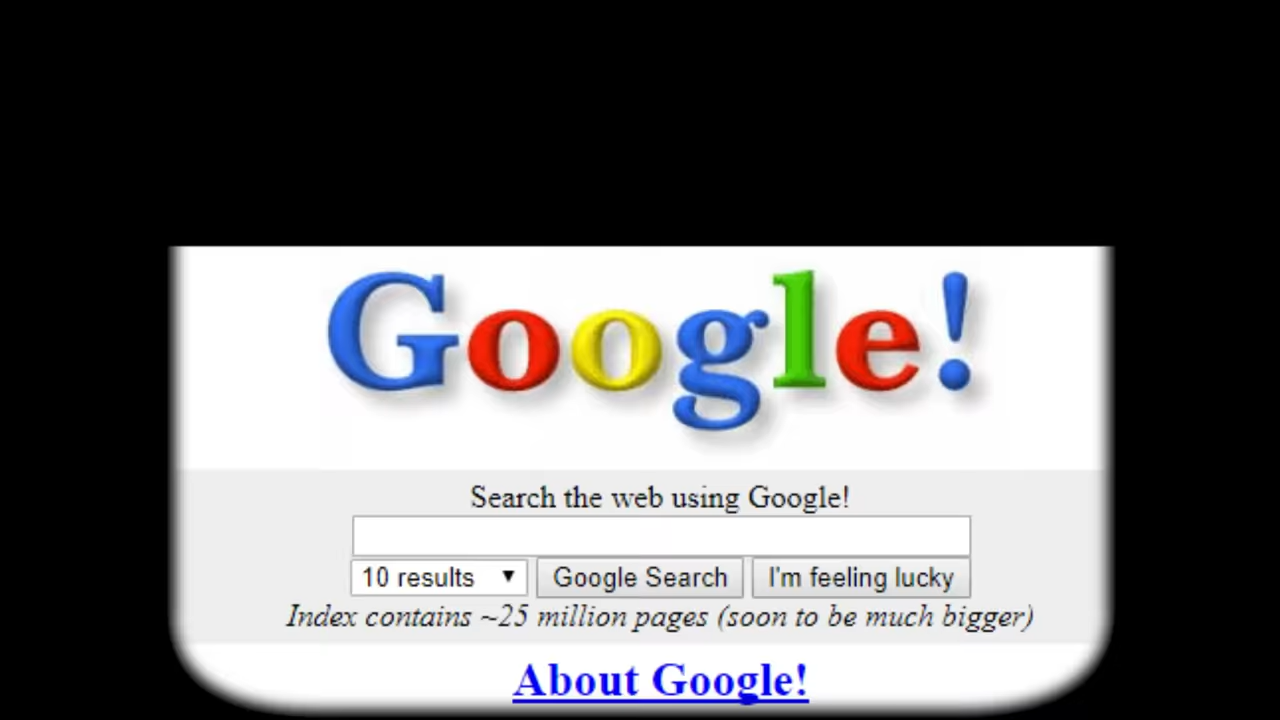 Google!
Search the web using Google!
10 results ▼ Google Search I'm feeling lucky
Index contains ~25 million pages (soon to be much bigger)
About Google!